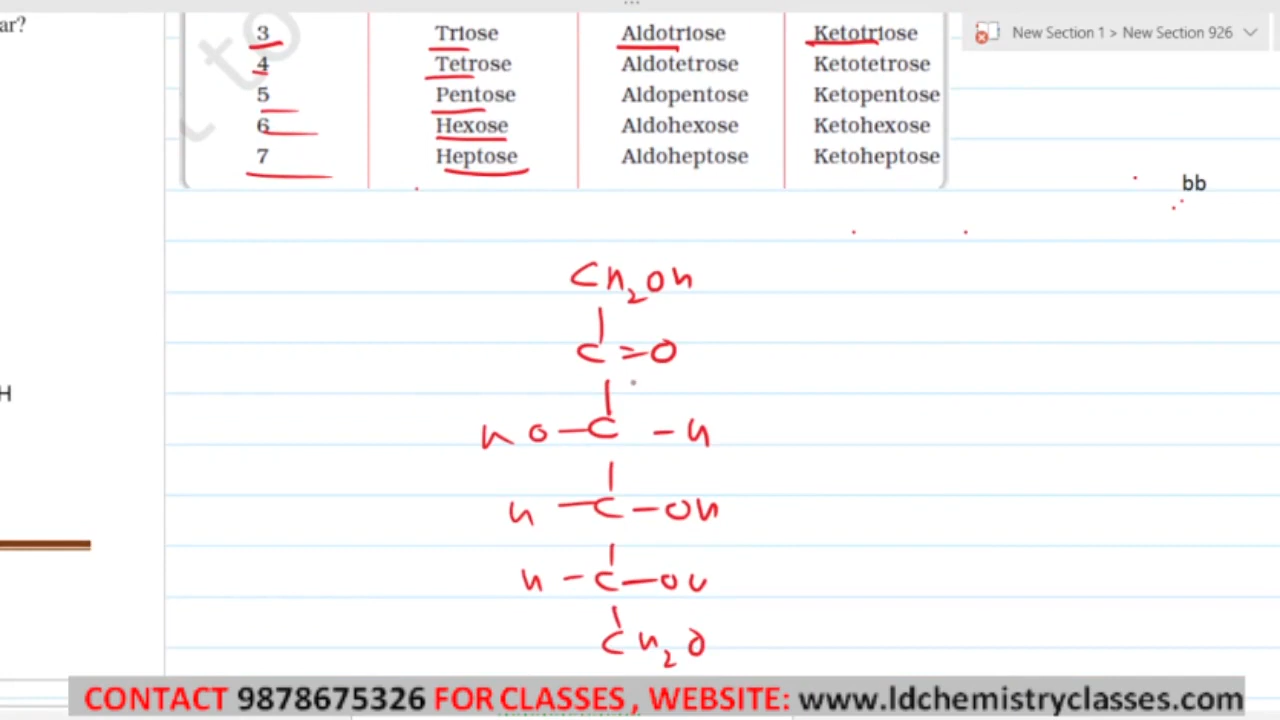 ar?
3 Triose Aldotriose Ketotriose
4 Tetrose Aldotetrose Ketotetrose
5 Pentose Aldopentose Ketopentose
6 Hexose Aldohexose Ketohexose
7 Heptose Aldoheptose Ketoheptose
New Section 1 > New Section 926
bb
to
H
CH2OH
C=O
HO-C-H
H-C-OH
H-C-OH
CH2O
CONTACT 9878675326 FOR CLASSES , WEBSITE: www.ldchemistryclasses.com